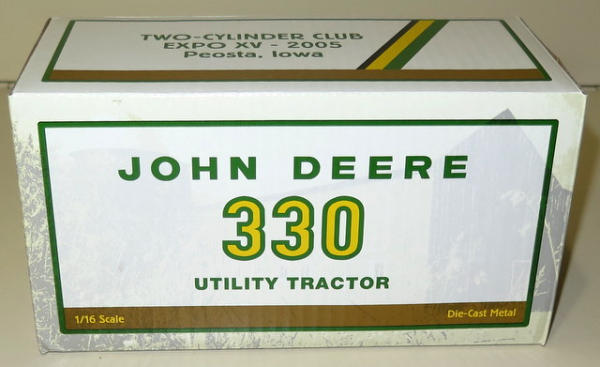 TWO-CYLINDER CLUB
EXPO XV - 2005
Peosta, Iowa
JOHN DEERE
330
UTILITY TRACTOR
1/16 Scale
Die-Cast Metal